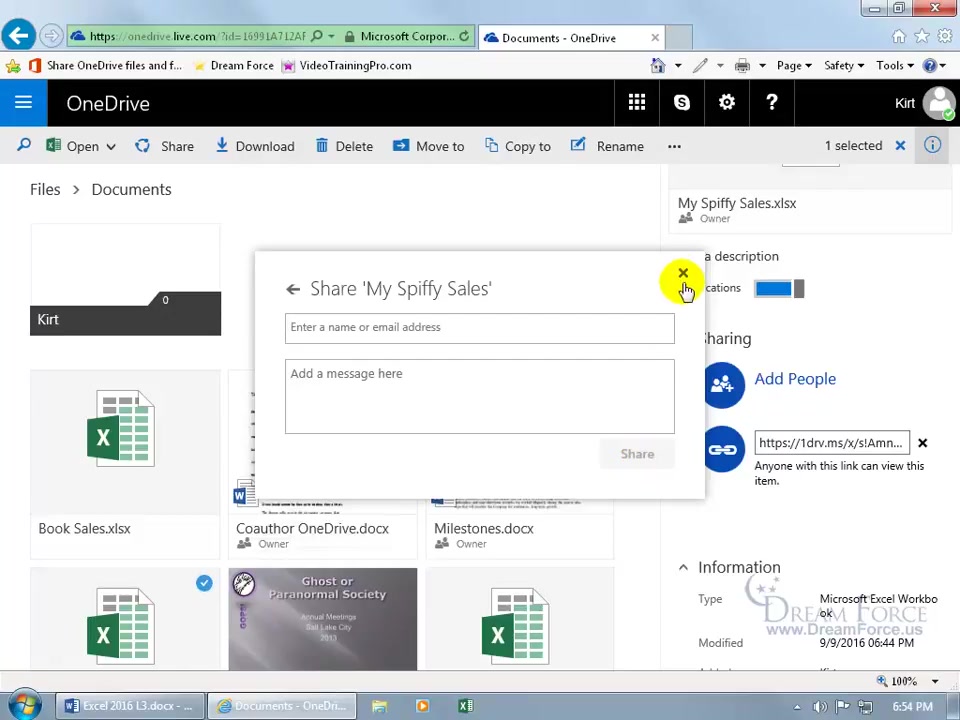 https://onedrive.live.com/?id=16991A712AF
Microsoft Corpor...
Documents - OneDrive
Share OneDrive files and f...
Dream Force
VideoTrainingPro.com
Page
Safety
Tools
OneDrive
Kirt
Open
Share
Download
Delete
Move to
Copy to
Rename
1 selected
Files > Documents
My Spiffy Sales.xlsx
Owner
0
Kirt
a description
Share 'My Spiffy Sales'
cations
Enter a name or email address
haring
Add a message here
Add People
https://1drv.ms/x/s!Amn...
Share
Anyone with this link can view this
item.
Book Sales.xlsx
Coauthor OneDrive.docx
Owner
Milestones.docx
Owner
Information
Ghost or
Paranormal Society
Annual Meetings
Salt Lake City
2013
GOPS!
Type
Microsoft Excel Workbo
ok
DREAM FORCE
www.DreamForce.us
Modified
9/9/2016 06:44 PM
100%
Excel 2016 L3.docx - ...
Documents - OneDri...
6:54 PM